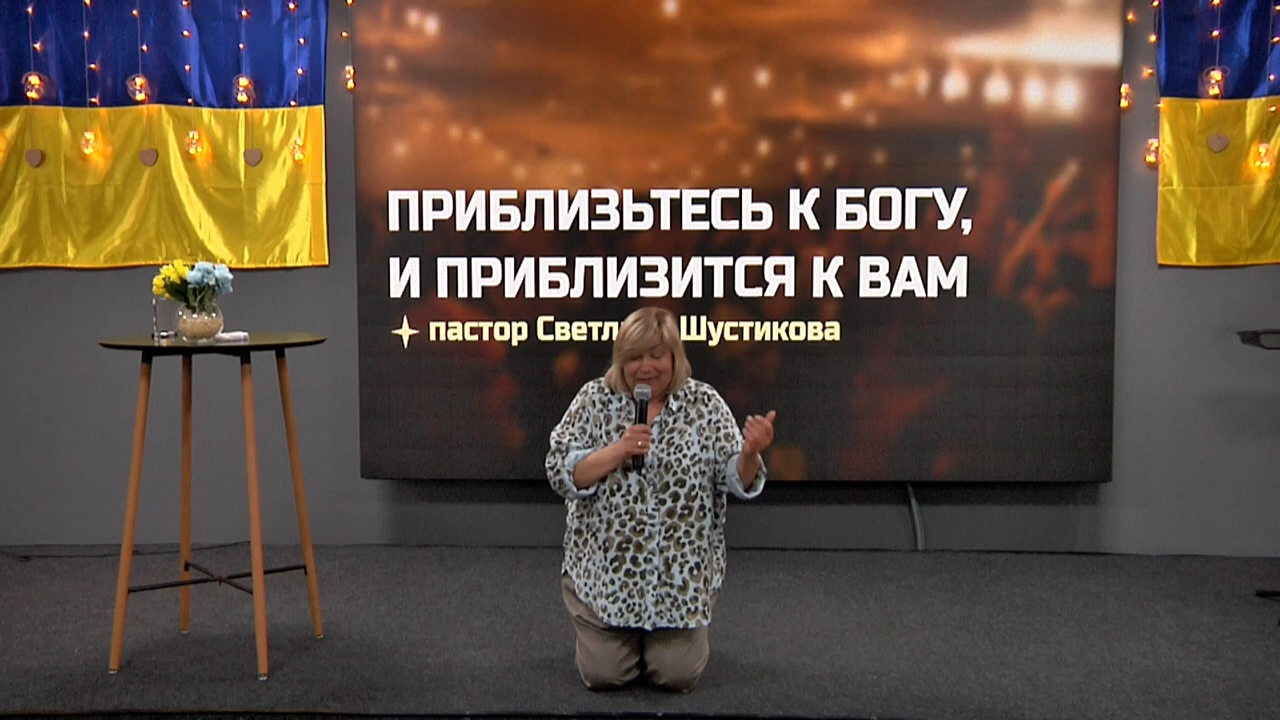 ПРИБЛИЗЬТЕСЬ К БОГУ,
И ПРИБЛИЗИТСЯ К ВАМ
пастор Шустикова